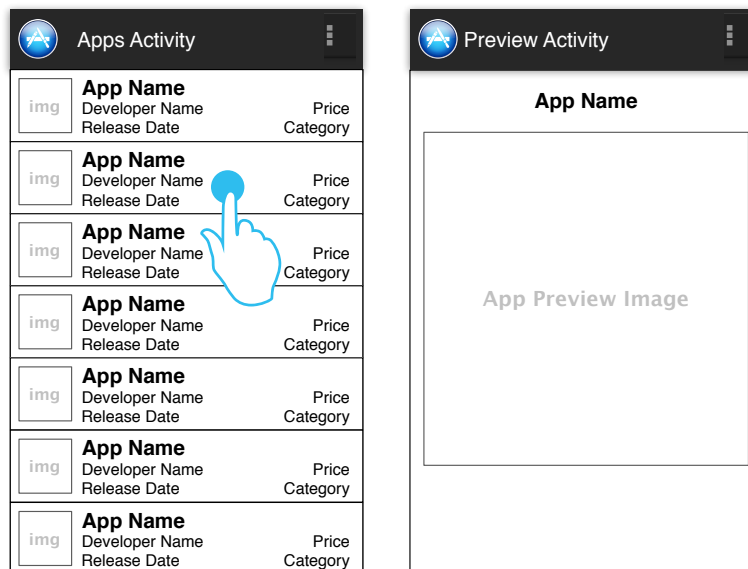 Apps Activity
img
App Name
Developer Name Price
Release Date Category
img
App Name
Developer Name Price
Release Date Category
img
App Name
Developer Name Price
Release Date Category
img
App Name
Developer Name Price
Release Date Category
img
App Name
Developer Name Price
Release Date Category
img
App Name
Developer Name Price
Release Date Category
img
App Name
Developer Name Price
Release Date Category
Preview Activity
App Name
App Preview Image